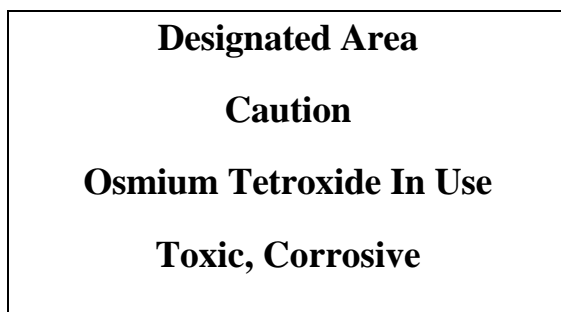 Designated Area
Caution
Osmium Tetroxide In Use
Toxic, Corrosive